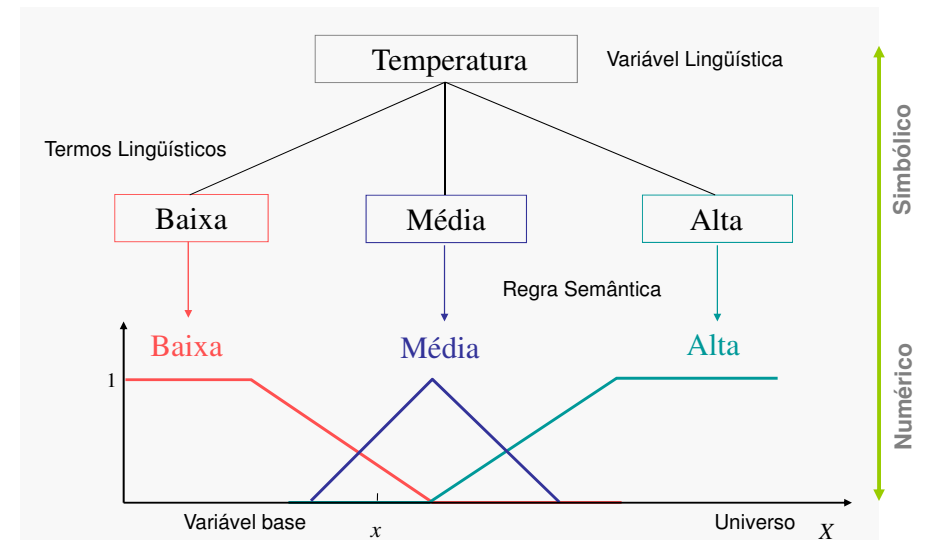 Temperatura
Variável Lingüística
Termos Lingüísticos
Simbólico
Baixa
Média
Alta
Regra Semântica
Baixa
Média
Alta
1
Numérico
Variável base
x
Universo
X